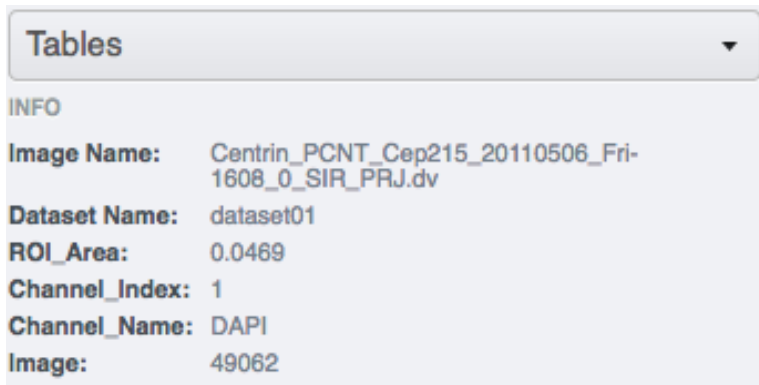 Tables
INFO
Image Name: Centrin_PCNT_Cep215_20110506_Fri-
1608_0_SIR_PRJ.dv
Dataset Name: dataset01
ROI_Area: 0.0469
Channel_Index: 1
Channel_Name: DAPI
Image: 49062